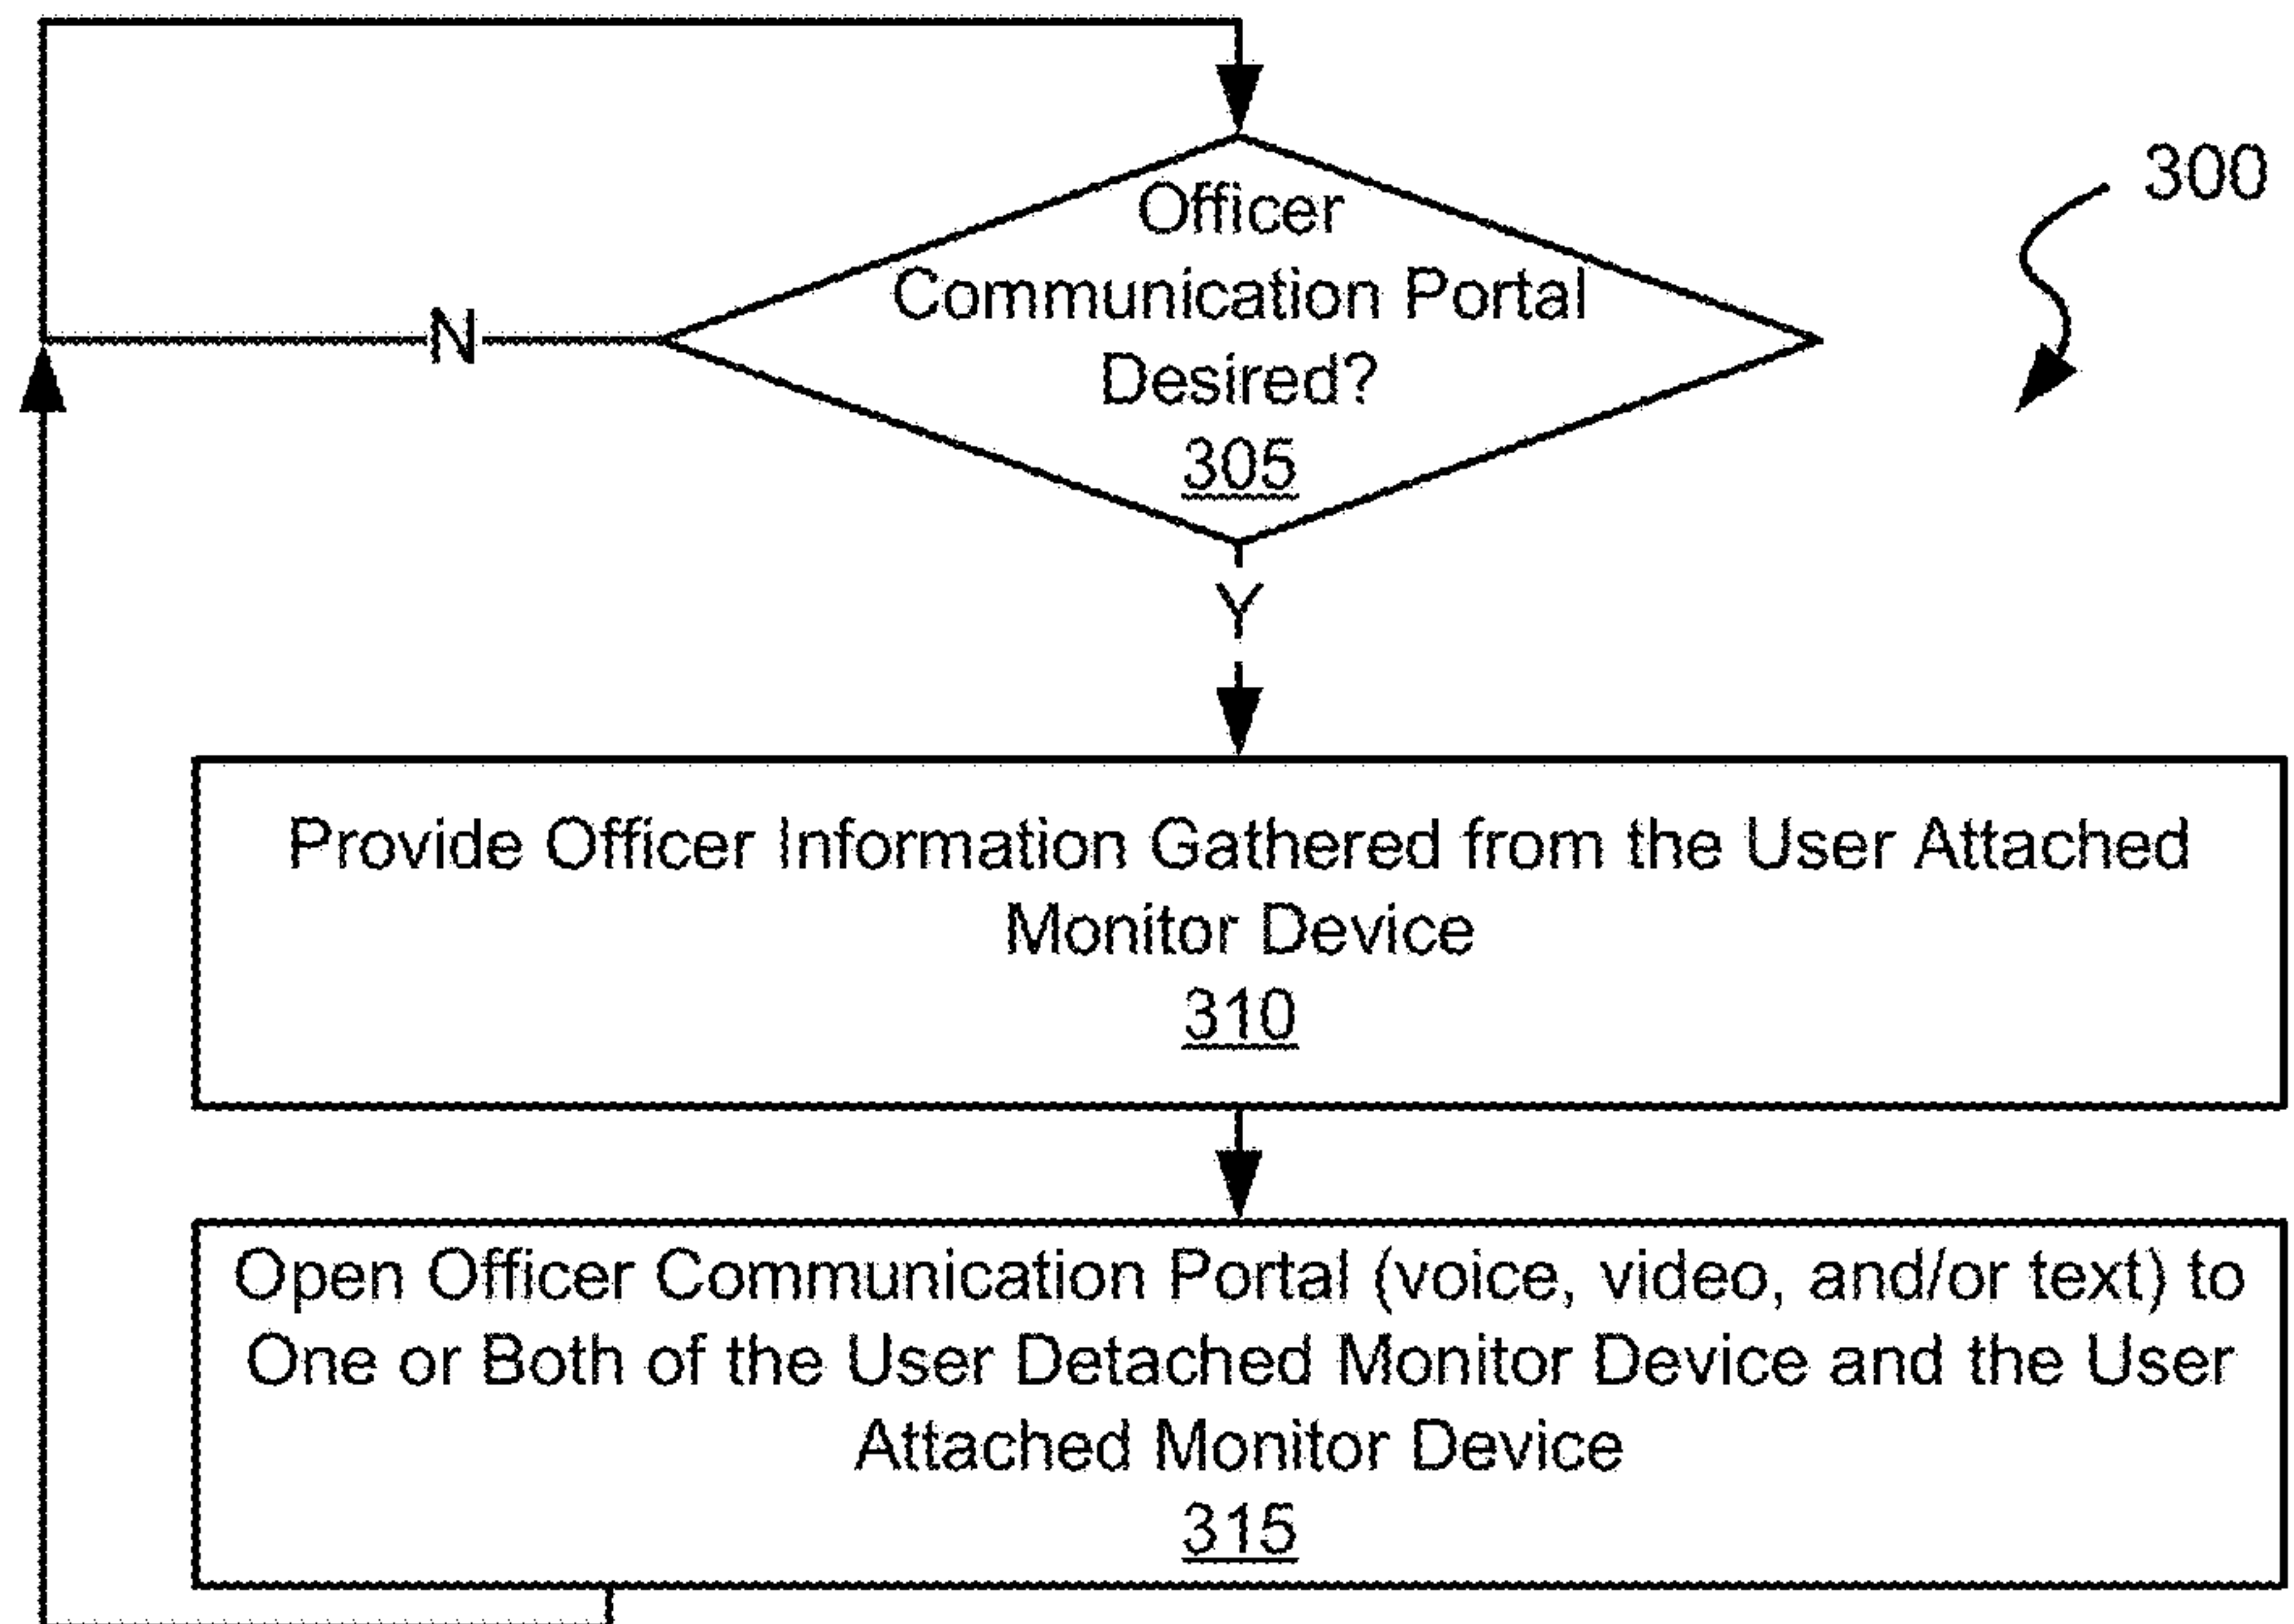 Officer
300
Communication Portal
N
Desired?
305
Y
Provide Officer Information Gathered from the User Attached
Monitor Device
310
Open Officer Communication Portal (voice, video, and/or text) to
One or Both of the User Detached Monitor Device and the User
Attached Monitor Device
315